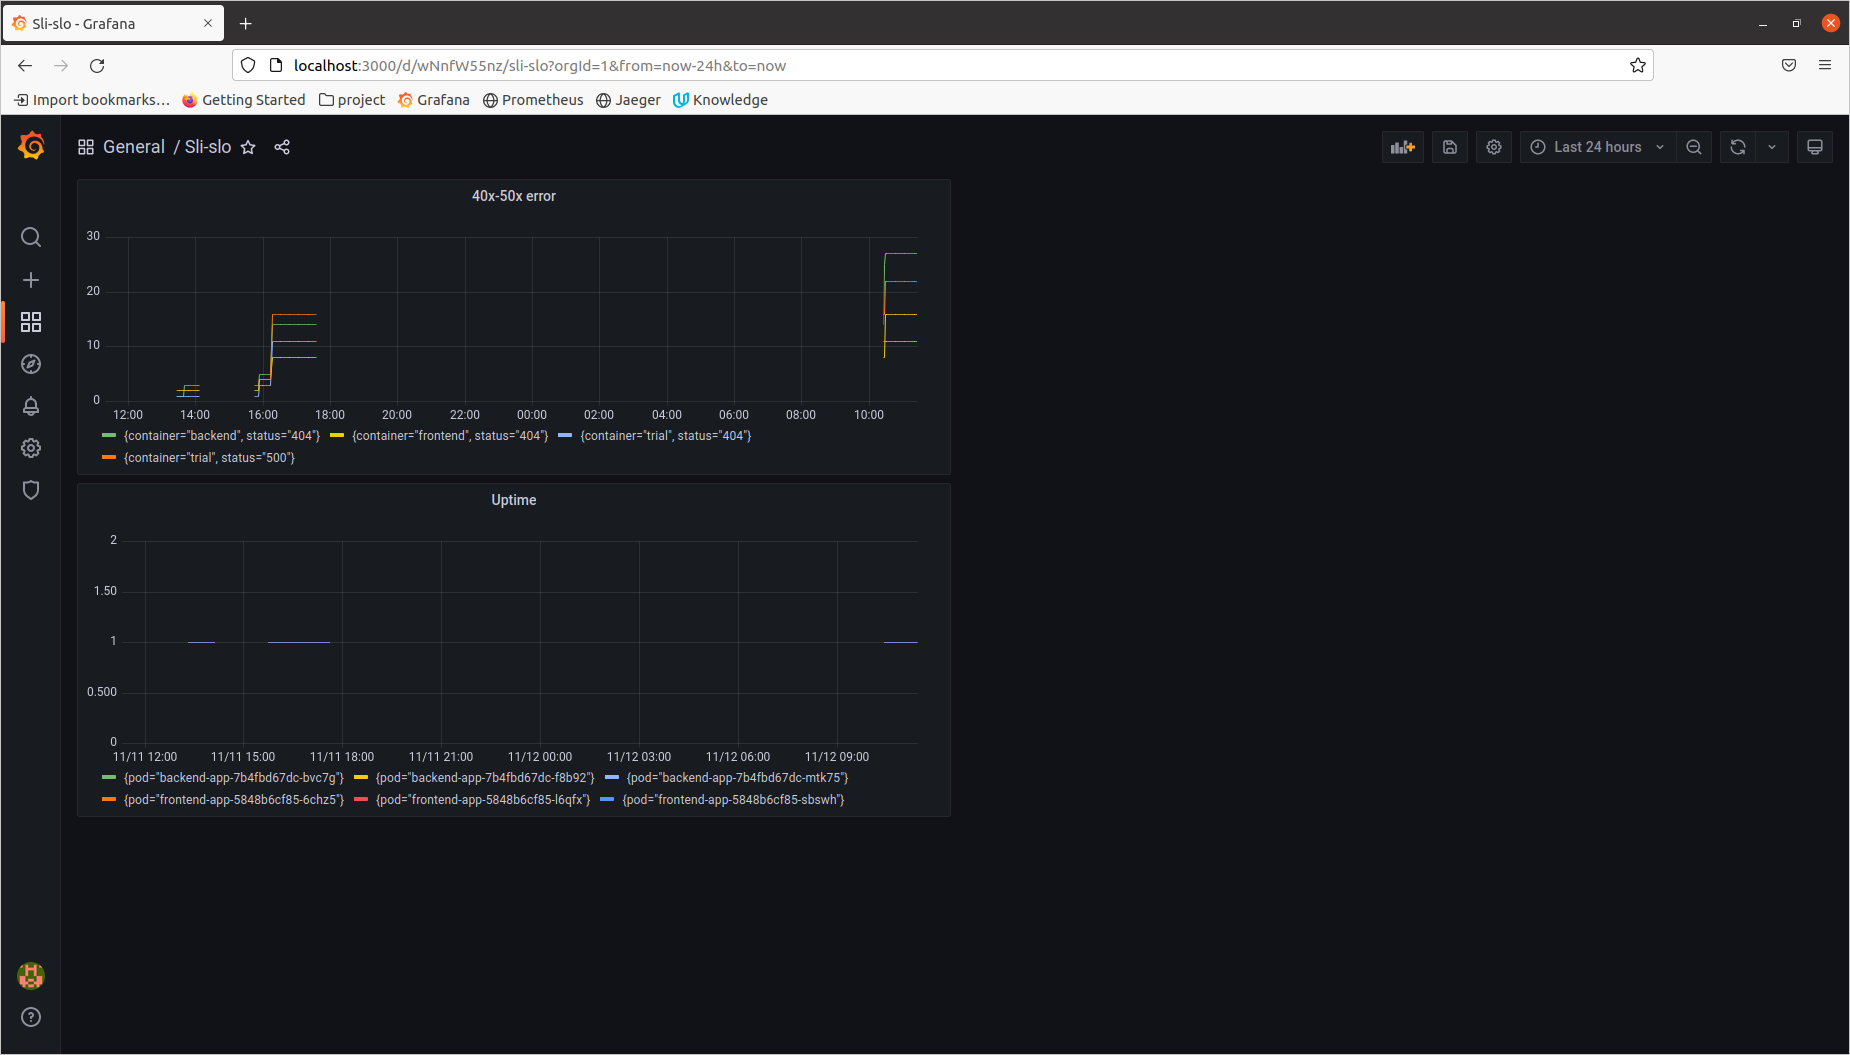 Sli-slo - Grafana
localhost:3000/d/wNnfW55nz/sli-slo?orgId=1&from=now-24h&to=now
Import bookmarks… Getting Started project Grafana Prometheus Jaeger Knowledge
General / Sli-slo
Last 24 hours
40x-50x error
30
20
10
0
12:00 14:00 16:00 18:00 20:00 22:00 00:00 02:00 04:00 06:00 08:00 10:00
{container="backend", status="404"} {container="frontend", status="404"} {container="trial", status="404"}
{container="trial", status="500"}
Uptime
2
1.50
1
0.500
0
11/11 12:00 11/11 15:00 11/11 18:00 11/11 21:00 11/12 00:00 11/12 03:00 11/12 06:00 11/12 09:00
{pod="backend-app-7b4fbd67dc-bvc7g"} {pod="backend-app-7b4fbd67dc-f8b92"} {pod="backend-app-7b4fbd67dc-mtk75"}
{pod="frontend-app-5848b6cf85-6chz5"} {pod="frontend-app-5848b6cf85-l6qfx"} {pod="frontend-app-5848b6cf85-sbswh"}